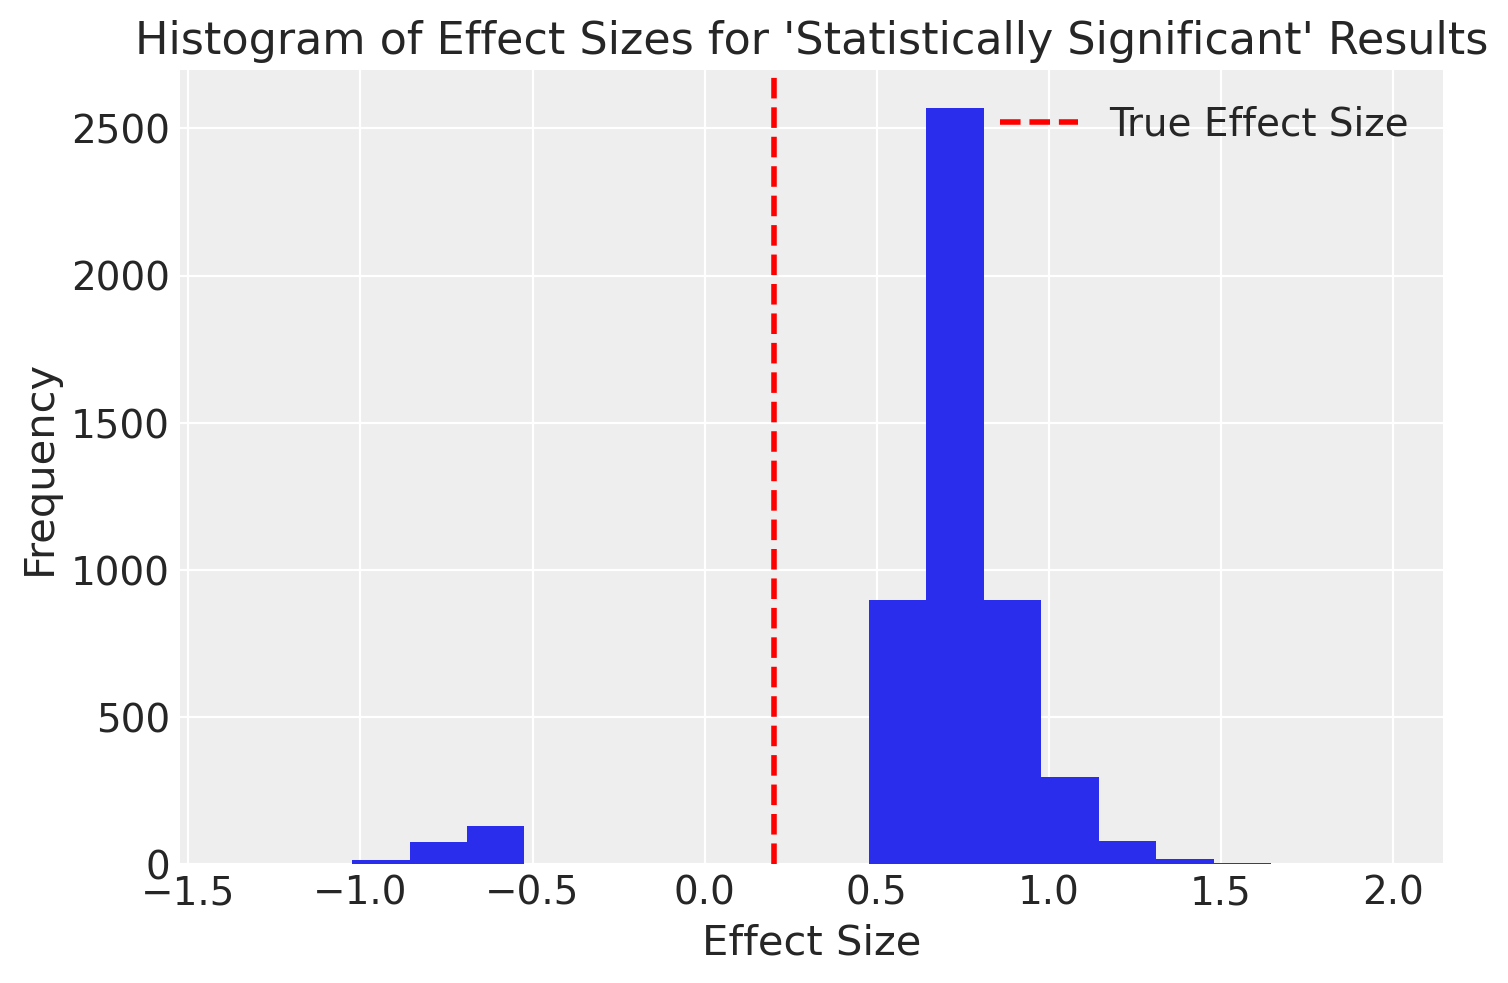 Histogram of Effect Sizes for 'Statistically Significant' Results
True Effect Size
Frequency
2500
2000
1500
1000
500
0
−1.5 −1.0 −0.5 0.0 0.5 1.0 1.5 2.0
Effect Size